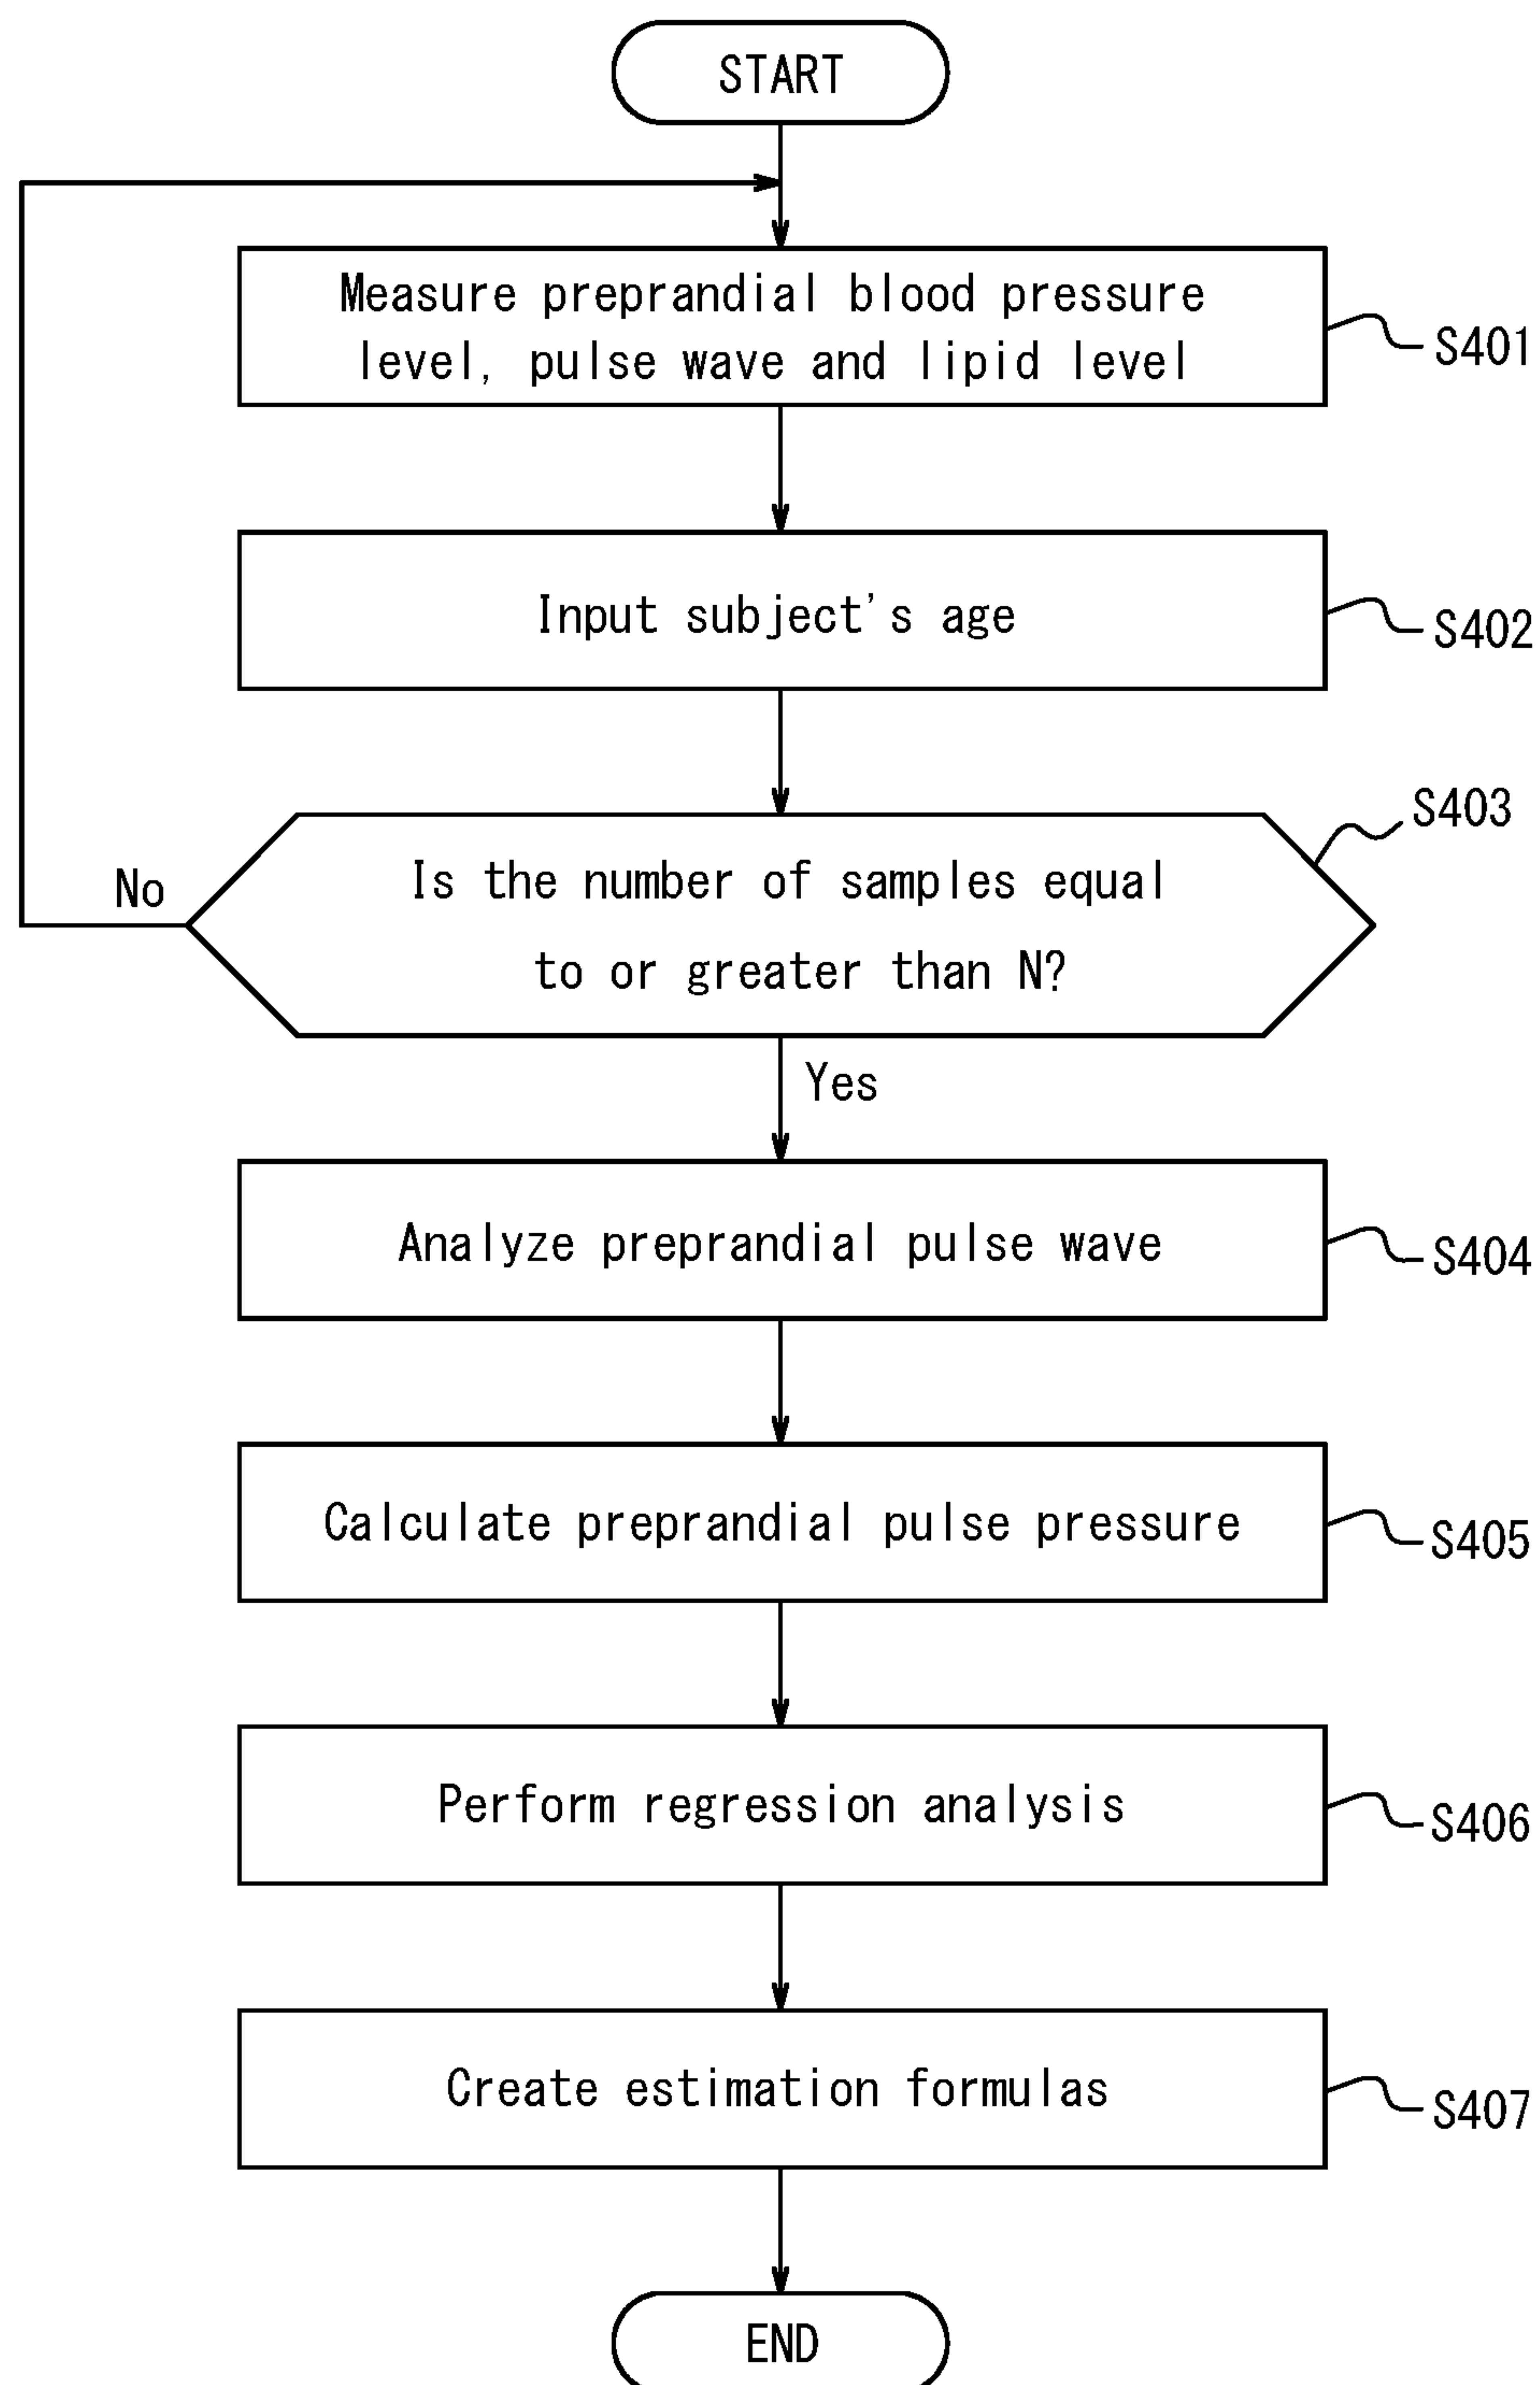 START
Measure preprandial blood pressure
level, pulse wave and lipid level
S401
Input subject's age
S402
S403
Is the number of samples equal
to or greater than N?
No
Yes
Analyze preprandial pulse wave
S404
Calculate preprandial pulse pressure
S405
Perform regression analysis
S406
Create estimation formulas
S407
END